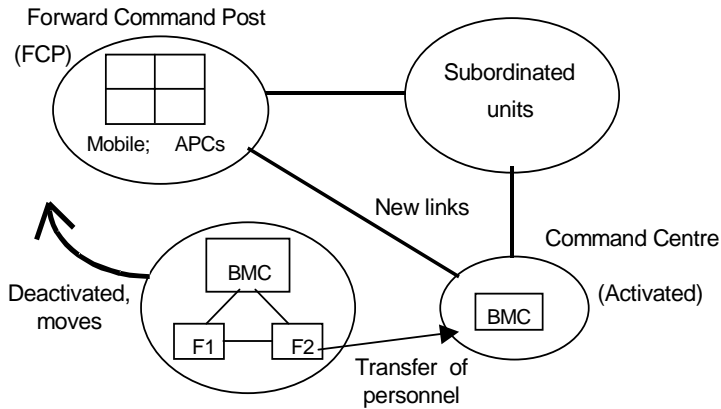 Forward Command Post
(FCP)
Mobile; APCs
Subordinated
units
New links
Command Centre
(Activated)
BMC
Deactivated,
moves
BMC
F1 F2
Transfer of
personnel